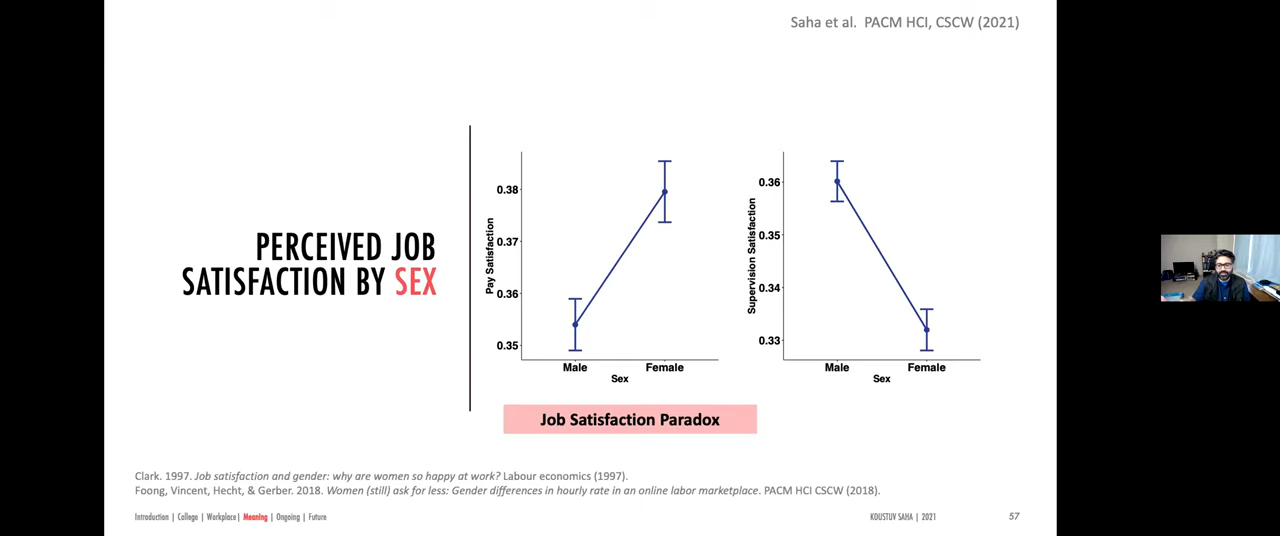 Saha et al. PACM HCI, CSCW (2021)
PERCEIVED JOB
SATISFACTION BY SEX
Pay Satisfaction
0.38
0.37
0.36
0.35
Male Female
Sex
Supervision Satisfaction
0.36
0.35
0.34
0.33
Male Female
Sex
Job Satisfaction Paradox
Clark. 1997. Job satisfaction and gender: why are women so happy at work? Labour economics (1997).
Foong, Vincent, Hecht, & Gerber. 2018. Women (still) ask for less: Gender differences in hourly rate in an online labor marketplace. PACM HCI CSCW (2018).
Introduction | College | Workplace| Meaning | Ongoing | Future
KOUSTUV SAHA | 2021
57